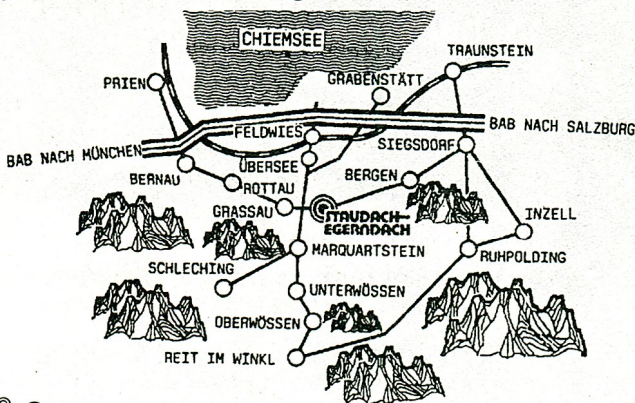 CHIEMSEE
TRAUNSTEIN
PRIEN
GRABENSTÄTT
BAB NACH SALZBURG
FELDWIES
SIEGSDORF
BAB NACH MÜNCHEN
ÜBERSEE
BERNAU
BERGEN
ROTTAU
GRASSAU
STAUDACH-
EGERNDACH
INZELL
MARQUARTSTEIN
RUHPOLDING
SCHLECHING
UNTERWÖSSEN
OBERWÖSSEN
REIT IM WINKL